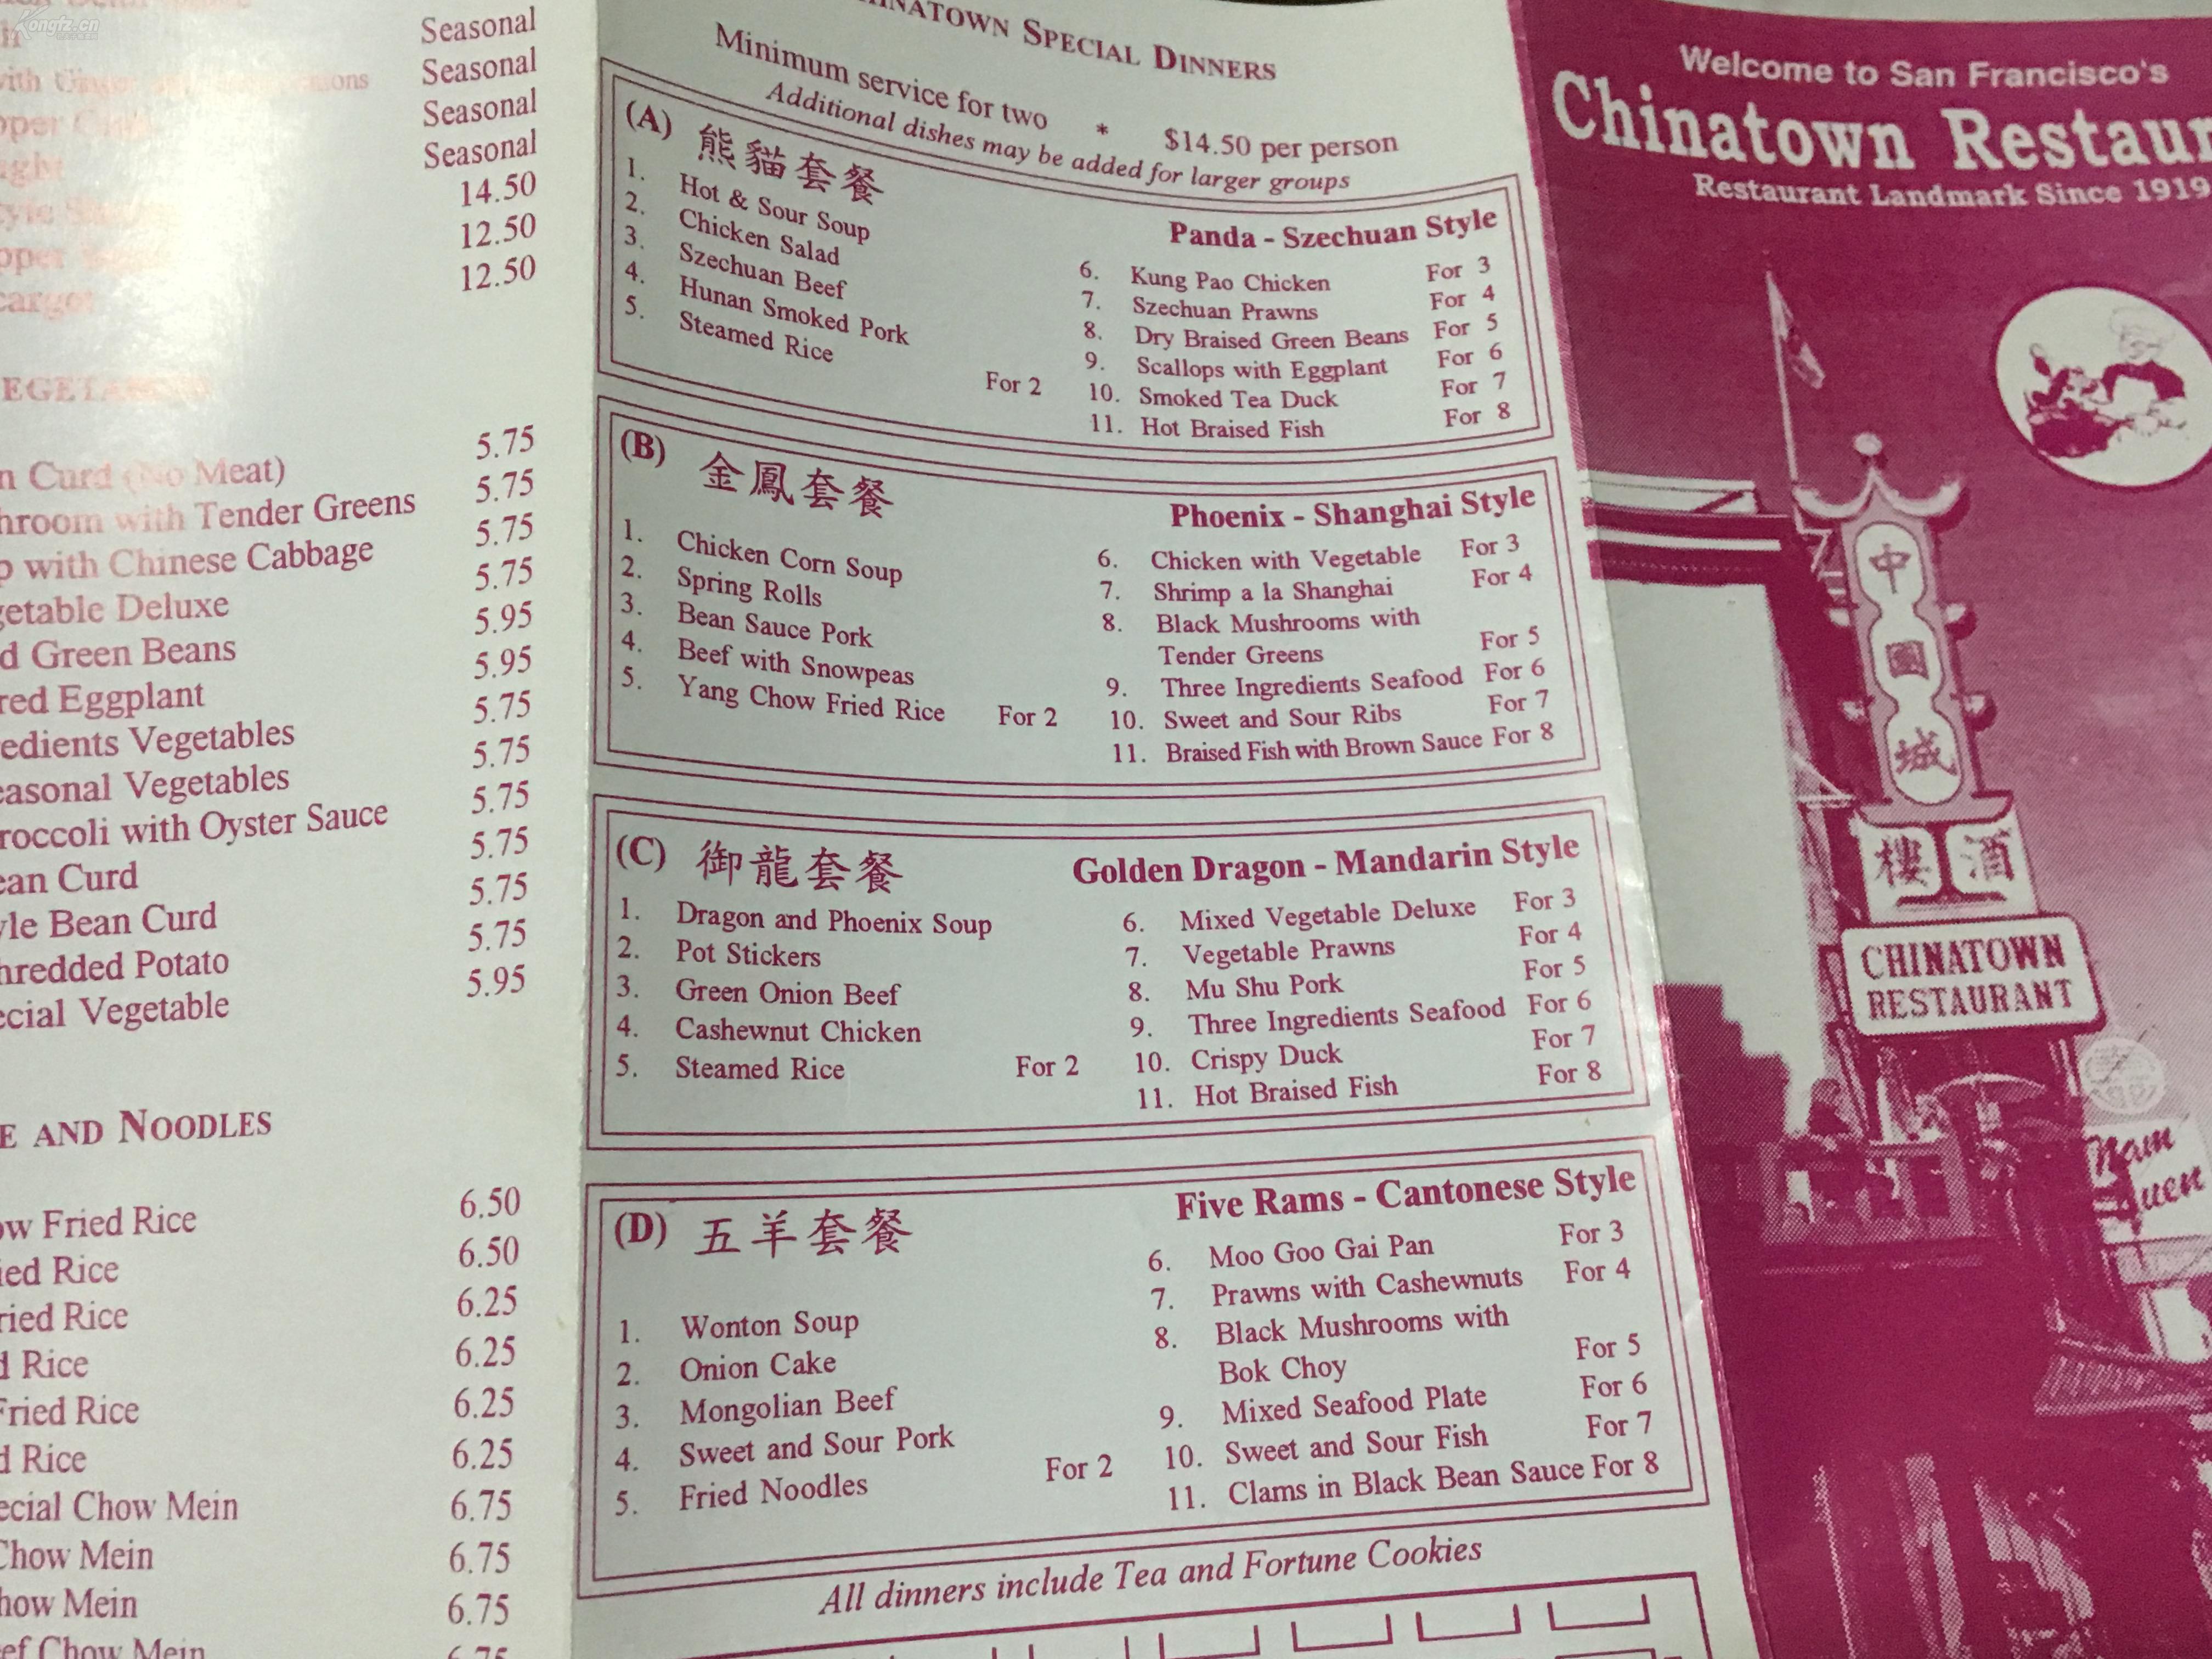 Kongfz.cn
Seasonal
with Ginger
Seasonal
Seasonal
Seasonal
14.50
12.50
12.50
(No Meat) 5.75
with Tender Greens 5.75
with Chinese Cabbage 5.75
Deluxe 5.75
Green Beans 5.95
Eggplant 5.95
Vegetables 5.75
Vegetables 5.75
with Oyster Sauce 5.75
Curd 5.75
Bean Curd 5.75
Potato 5.75
Vegetable 5.95
AND NOODLES
Fried Rice 6.50
Rice 6.50
Rice 6.25
Rice 6.25
Fried Rice 6.25
Rice 6.25
Chow Mein 6.75
Chow Mein 6.75
Mein 6.75
Chow Mein
SPECIAL DINNERS
Minimum service for two * $14.50 per person
Additional dishes may be added for larger groups
(A) 熊貓套餐
Panda - Szechuan Style
1. Hot & Sour Soup
2. Chicken Salad
3. Szechuan Beef
4. Hunan Smoked Pork
5. Steamed Rice For 2
6. Kung Pao Chicken For 3
7. Szechuan Prawns For 4
8. Dry Braised Green Beans For 5
9. Scallops with Eggplant For 6
10. Smoked Tea Duck For 7
11. Hot Braised Fish For 8
(B) 金鳳套餐
Phoenix - Shanghai Style
1. Chicken Corn Soup
2. Spring Rolls
3. Bean Sauce Pork
4. Beef with Snowpeas
5. Yang Chow Fried Rice For 2
6. Chicken with Vegetable For 3
7. Shrimp a la Shanghai For 4
8. Black Mushrooms with
Tender Greens For 5
9. Three Ingredients Seafood For 6
10. Sweet and Sour Ribs For 7
11. Braised Fish with Brown Sauce For 8
(C) 御龍套餐
Golden Dragon - Mandarin Style
1. Dragon and Phoenix Soup
2. Pot Stickers
3. Green Onion Beef
4. Cashewnut Chicken
5. Steamed Rice For 2
6. Mixed Vegetable Deluxe For 3
7. Vegetable Prawns For 4
8. Mu Shu Pork For 5
9. Three Ingredients Seafood For 6
10. Crispy Duck For 7
11. Hot Braised Fish For 8
(D) 五羊套餐
Five Rams - Cantonese Style
1. Wonton Soup
2. Onion Cake
3. Mongolian Beef
4. Sweet and Sour Pork
5. Fried Noodles For 2
6. Moo Goo Gai Pan For 3
7. Prawns with Cashewnuts For 4
8. Black Mushrooms with
Bok Choy For 5
9. Mixed Seafood Plate For 6
10. Sweet and Sour Fish For 7
11. Clams in Black Bean Sauce For 8
All dinners include Tea and Fortune Cookies
Welcome to San Francisco's
Chinatown
Restaurant Landmark Since 1919
中
國
城
樓 酒
CHINATOWN
RESTAURANT
Nam
Yuen